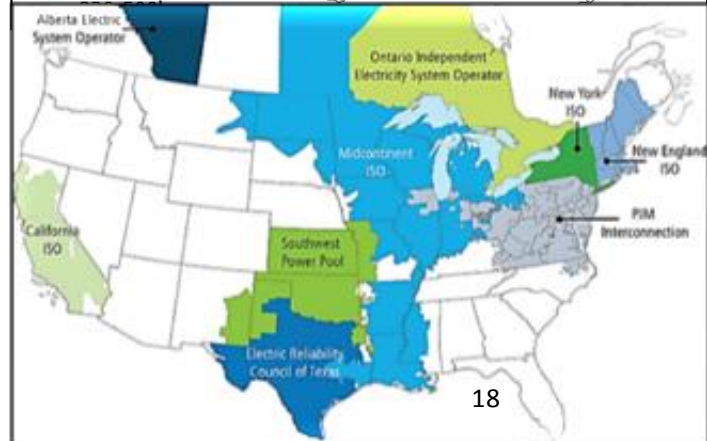 Alberta Electric
System Operator
Ontario Independent
Electricity System Operator
New York
ISO
New England
ISO
Midcontinent
ISO
PJM
Interconnection
California
ISO
Southwest
Power Pool
Electric Reliability
Council of Texas
18